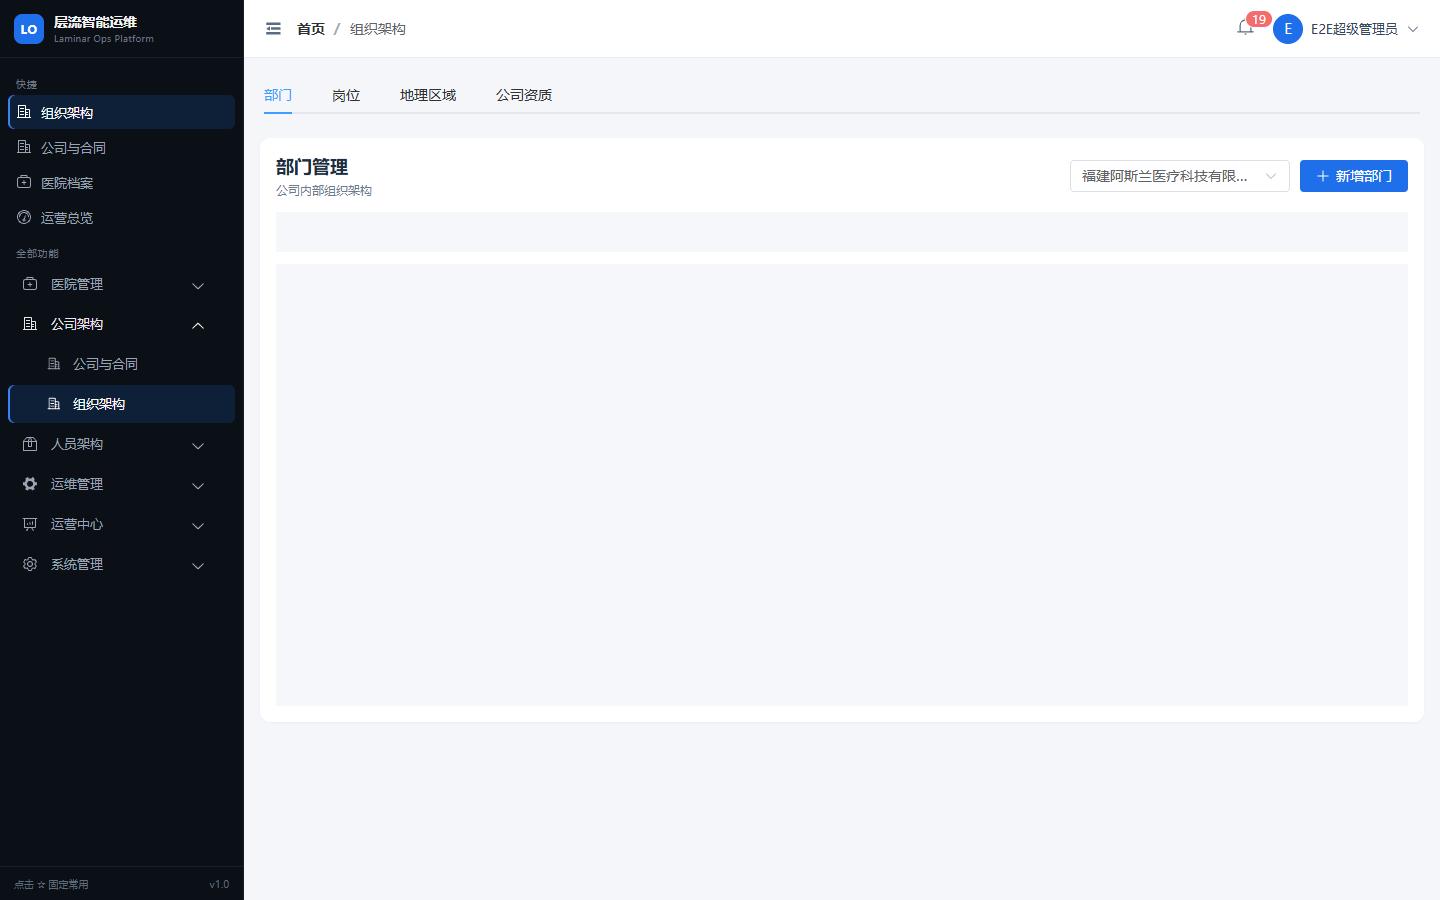 LO
层流智能运维
Laminar Ops Platform
快捷
组织架构
公司与合同
医院档案
运营总览
全部功能
医院管理
公司架构
公司与合同
组织架构
人员架构
运维管理
运营中心
系统管理
点击 ☆ 固定常用
v1.0
首页 / 组织架构
19
E
E2E超级管理员
部门
岗位
地理区域
公司资质
部门管理
公司内部组织架构
福建阿斯兰医疗科技有限...
新增部门